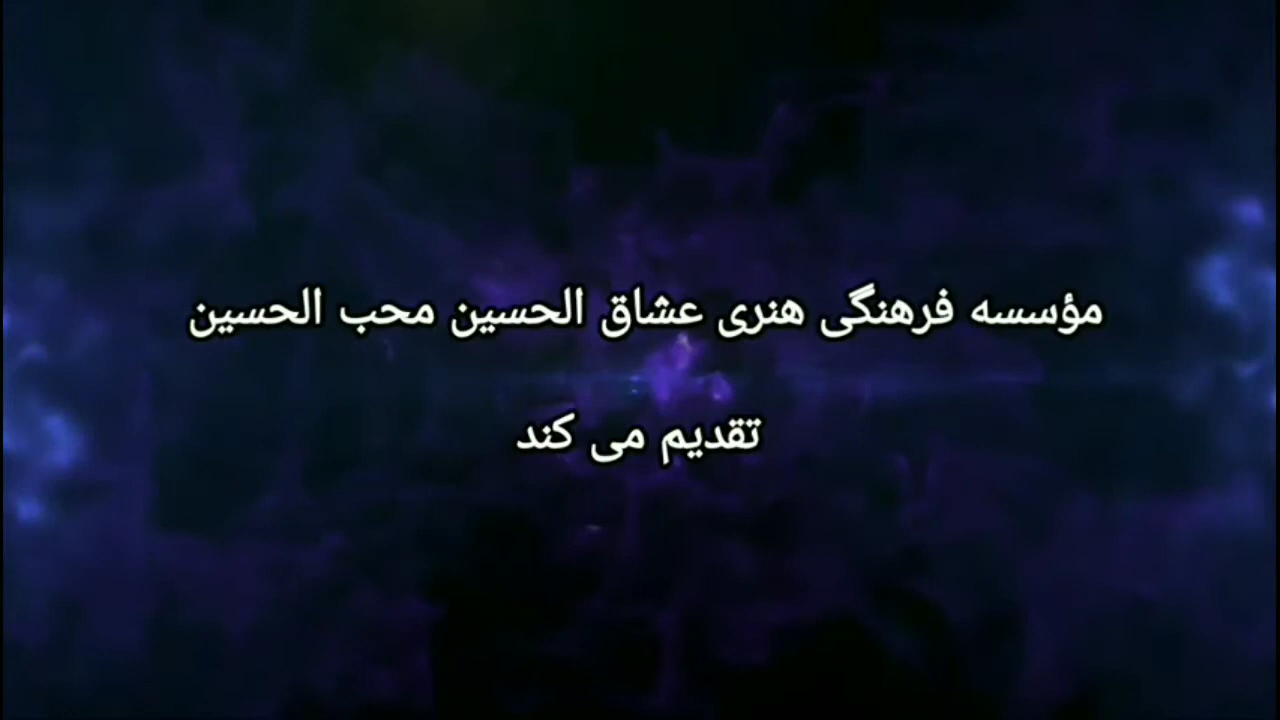 مؤسسه فرهنگی هنری عشاق الحسین محب الحسین
تقدیم می کند